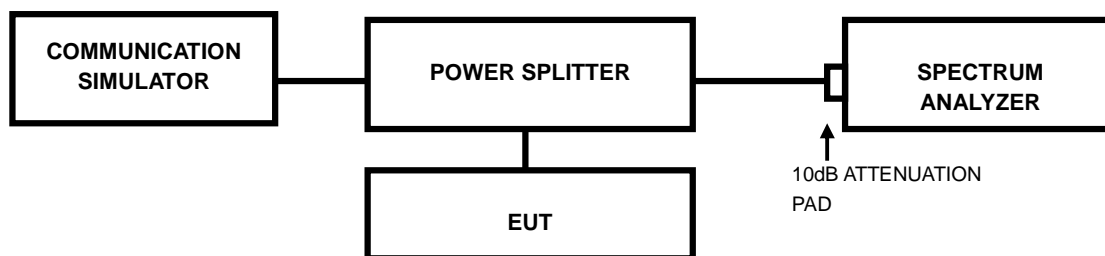 COMMUNICATION
SIMULATOR
POWER SPLITTER
SPECTRUM
ANALYZER
10dB ATTENUATION
PAD
EUT